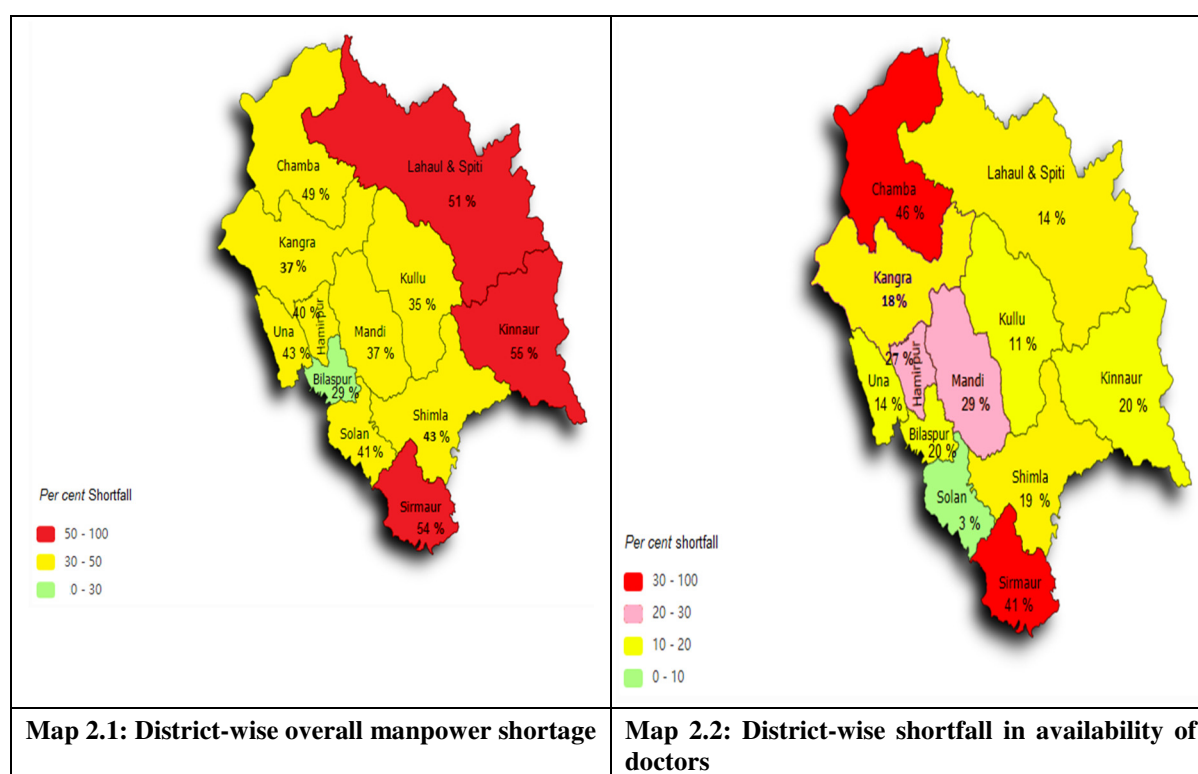 Chamba
49 %
Lahaul & Spiti
51 %
Kangra
37 %
Kullu
35 %
40 %
Hamirpur
Una
43 %
Mandi
37 %
Kinnaur
55 %
Bilaspur
29 %
Shimla
43 %
Solan
41 %
Sirmaur
54 %
Per cent Shortfall
50 - 100
30 - 50
0 - 30
Map 2.1: District-wise overall manpower shortage
Chamba
46 %
Lahaul & Spiti
14 %
Kangra
18%
Kullu
11 %
27 %
Hamirpur
Una
14 %
Mandi
29 %
Kinnaur
20 %
Bilaspur
20 %
Shimla
19 %
Solan
3 %
Sirmaur
41 %
Per cent shortfall
30 - 100
20 - 30
10 - 20
0 - 10
Map 2.2: District-wise shortfall in availability of
doctors